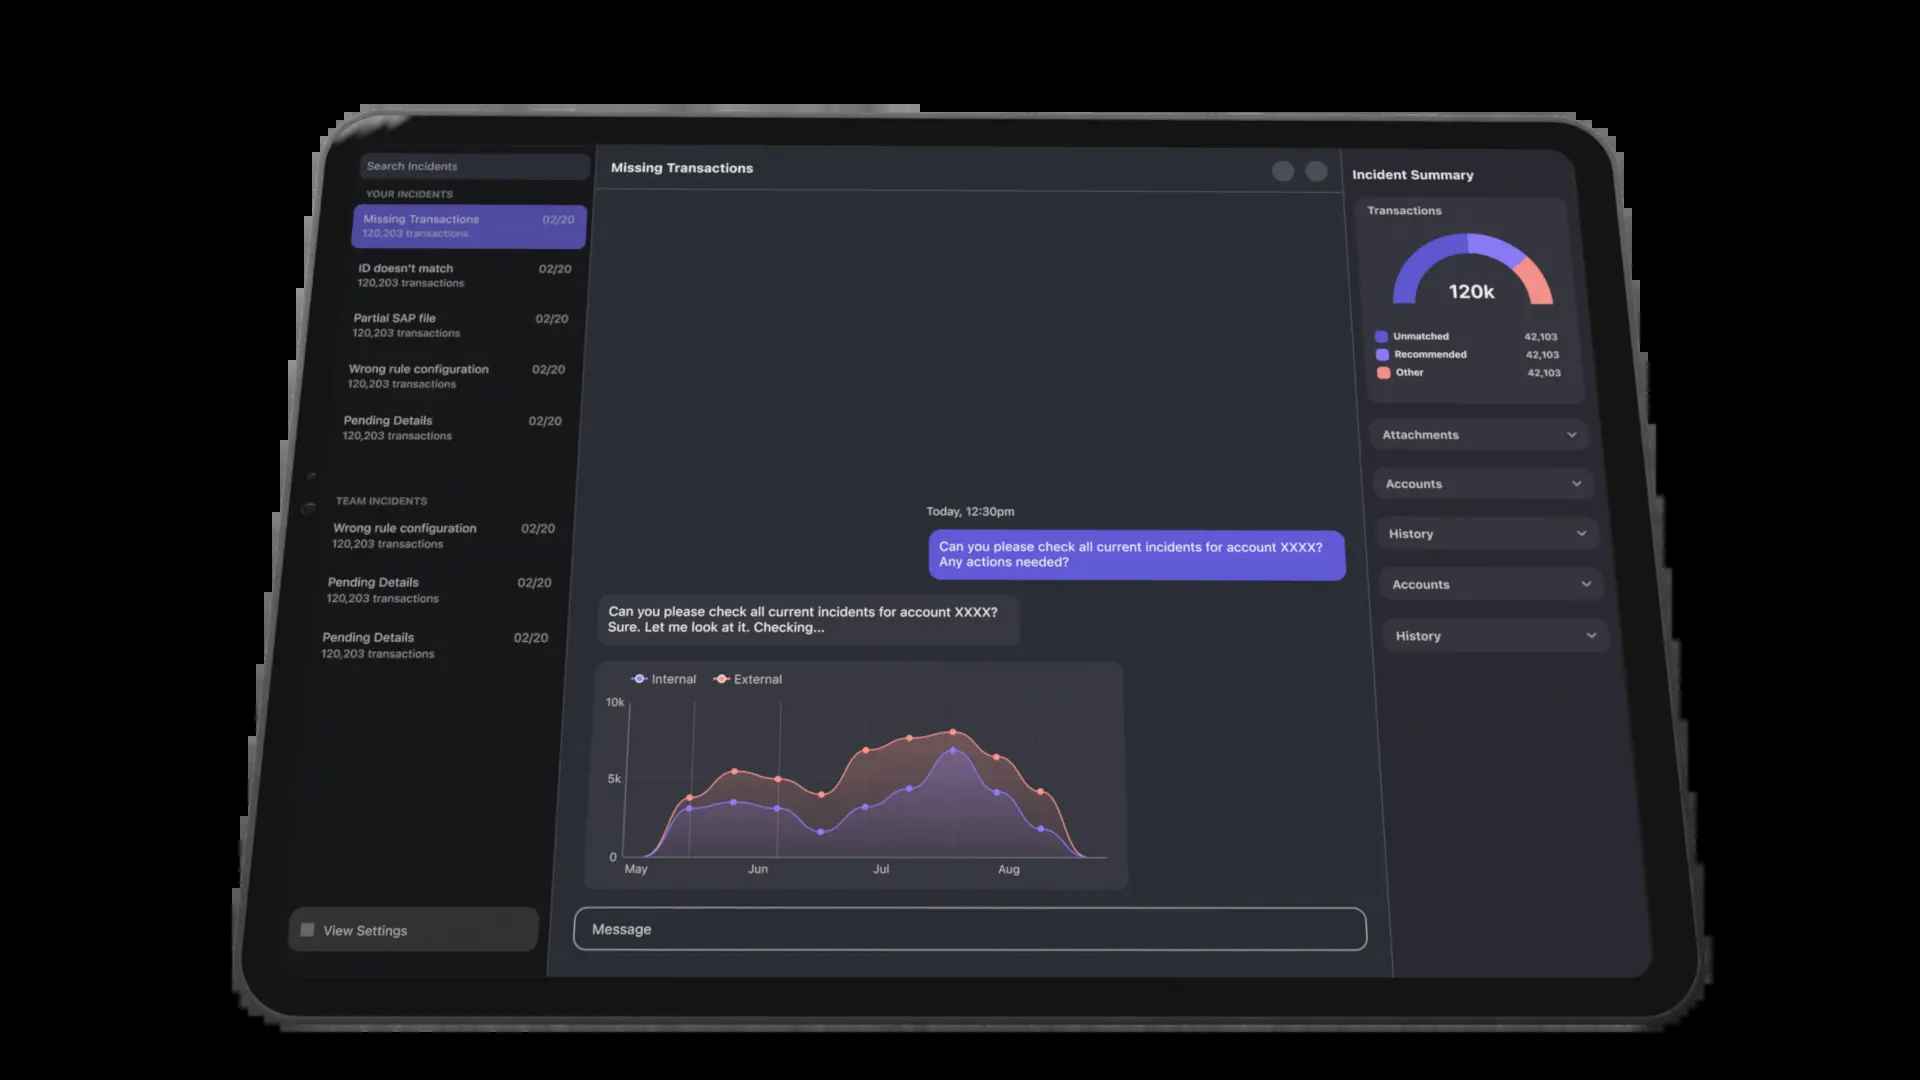 Search Incidents
YOUR INCIDENTS
Missing Transactions 02/20
120,203 transactions
ID doesn't match 02/20
120,203 transactions
Partial SAP file 02/20
120,203 transactions
Wrong rule configuration 02/20
120,203 transactions
Pending Details 02/20
120,203 transactions
TEAM INCIDENTS
Wrong rule configuration 02/20
120,203 transactions
Pending Details 02/20
120,203 transactions
Pending Details 02/20
120,203 transactions
View Settings
Missing Transactions
Today, 12:30pm
Can you please check all current incidents for account XXXX?
Any actions needed?
Can you please check all current incidents for account XXXX?
Sure. Let me look at it. Checking...
Internal External
10k
5k
0
May Jun Jul Aug
Message
Incident Summary
Transactions
120k
Unmatched 42,103
Recommended 42,103
Other 42,103
Attachments
Accounts
History
Accounts
History